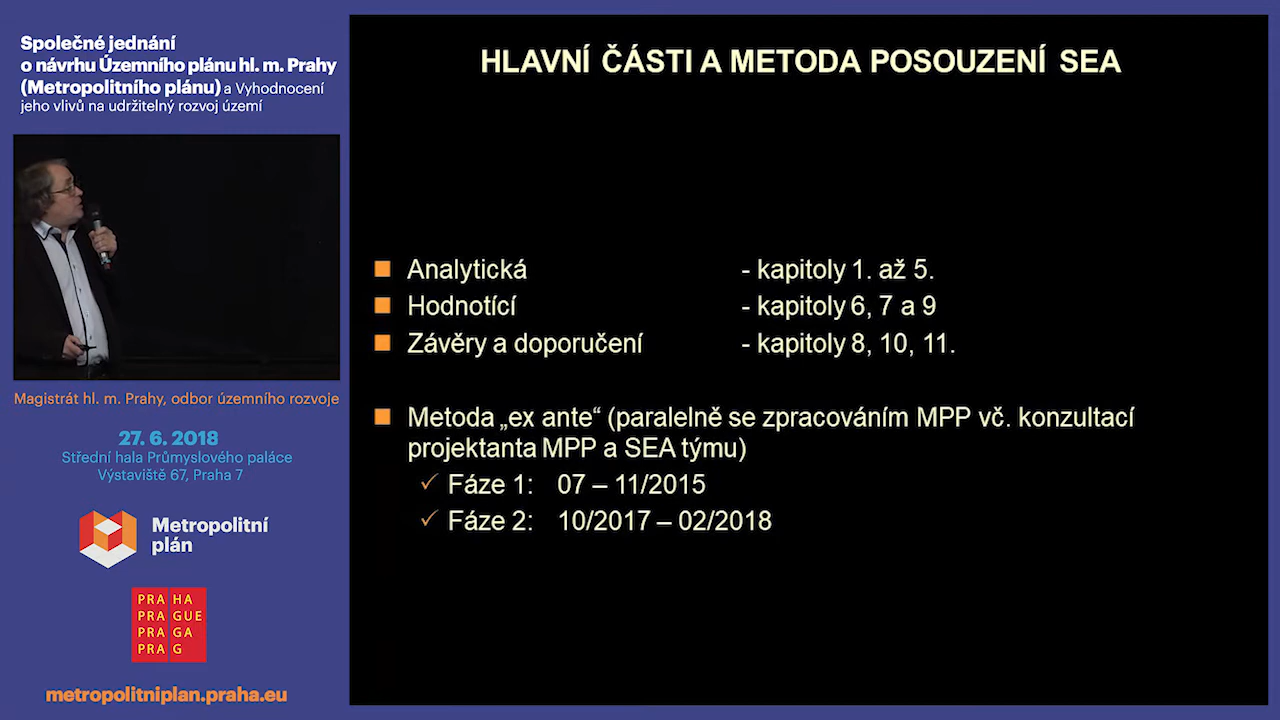 Společné jednání
o návrhu Územního plánu hl. m. Prahy
(Metropolitního plánu) a Vyhodnocení
jeho vlivů na udržitelný rozvoj území
Magistrát hl. m. Prahy, odbor územního rozvoje
27. 6. 2018
Střední hala Průmyslového paláce
Výstaviště 67, Praha 7
Metropolitní
plán
PRA HA
PRA GUE
PRA GA
PRA G
metropolitniplan.praha.eu
HLAVNÍ ČÁSTI A METODA POSOUZENÍ SEA
Analytická - kapitoly 1. až 5.
Hodnotící - kapitoly 6, 7 a 9
Závěry a doporučení - kapitoly 8, 10, 11.
Metoda „ex ante“ (paralelně se zpracováním MPP vč. konzultací
projektanta MPP a SEA týmu)
Fáze 1: 07 – 11/2015
Fáze 2: 10/2017 – 02/2018